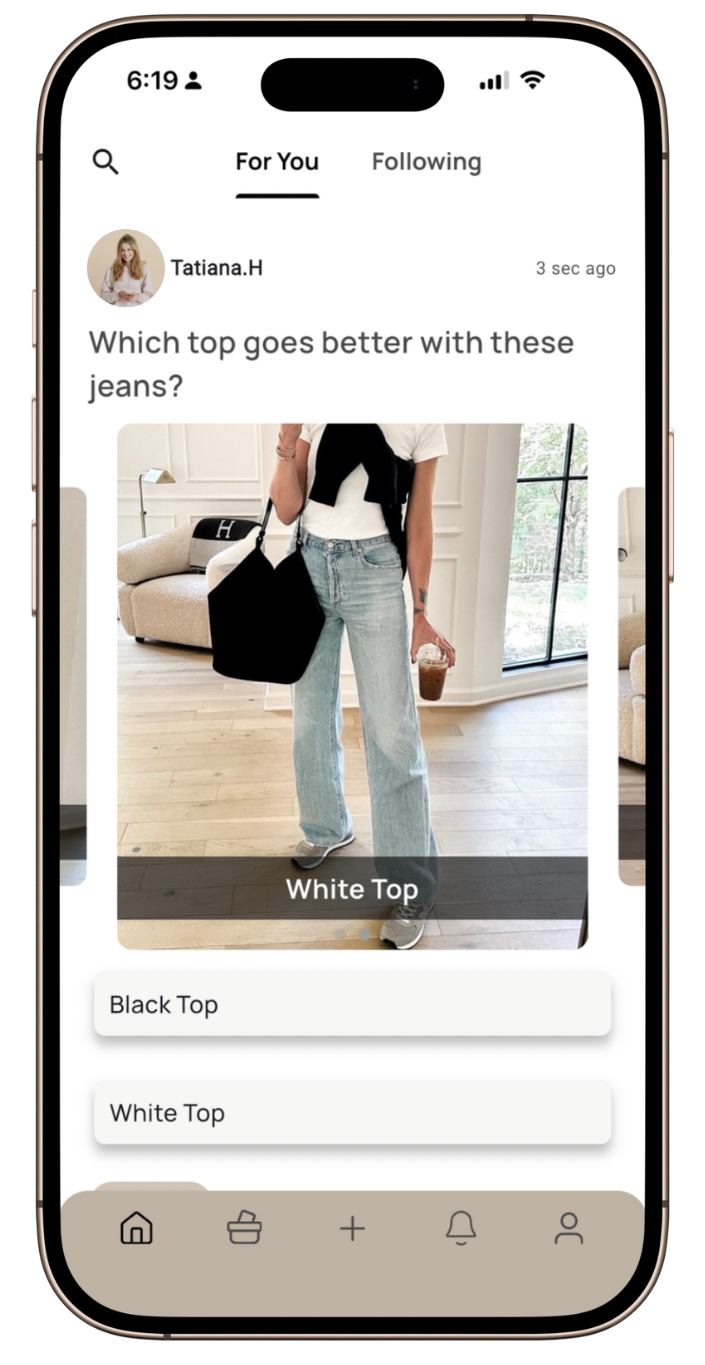 6:19
For You
Following
Tatiana.H
3 sec ago
Which top goes better with these
jeans?
H
White Top
Black Top
White Top